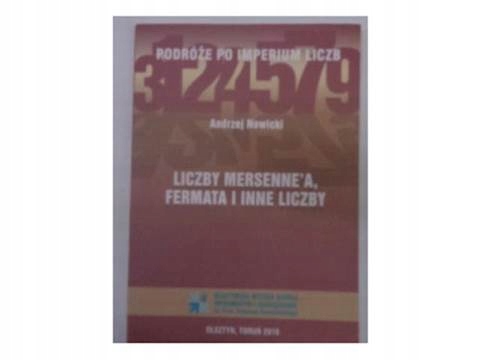 PODRÓŻE PO IMPERIUM LICZB
Andrzej Nowicki
LICZBY MERSENNE'A,
FERMATA I INNE LICZBY
OLSZTYN, TORUŃ 2010